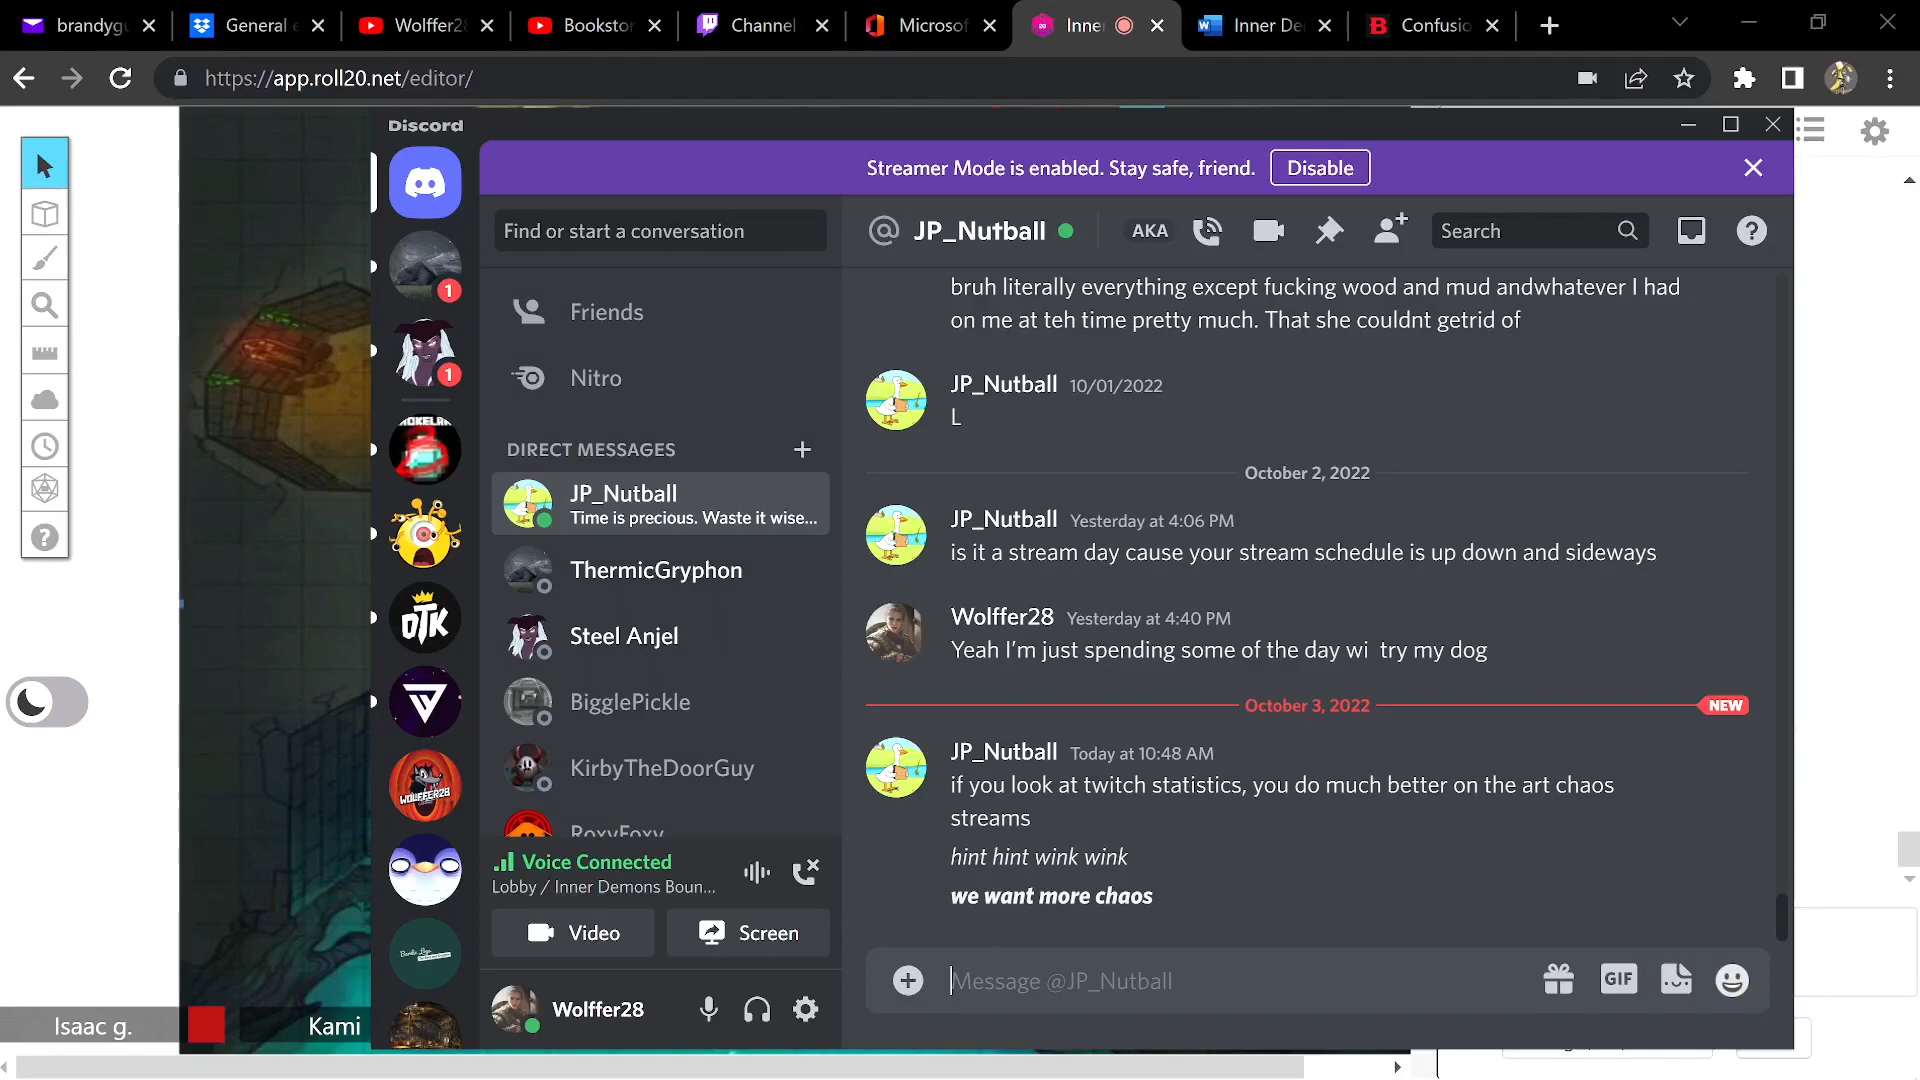 brandyg
General
Wolffer28
Bookstor
Channel
Microsof
Inner
Inner De
Confusio
https://app.roll20.net/editor/
Discord
Streamer Mode is enabled. Stay safe, friend.
Disable
Find or start a conversation
JP_Nutball
AKA
Search
Friends
Nitro
DIRECT MESSAGES
JP_Nutball
Time is precious. Waste it wise...
ThermicGryphon
Steel Anjel
BigglePickle
KirbyTheDoorGuy
RoxyFoxy
1
1
OTK
WOLFFER28
bruh literally everything except fucking wood and mud andwhatever I had
on me at teh time pretty much. That she couldnt getrid of
JP_Nutball 10/01/2022
L
October 2, 2022
JP_Nutball Yesterday at 4:06 PM
is it a stream day cause your stream schedule is up down and sideways
Wolffer28 Yesterday at 4:40 PM
Yeah I'm just spending some of the day wi try my dog
October 3, 2022
NEW
JP_Nutball Today at 10:48 AM
if you look at twitch statistics, you do much better on the art chaos
streams
hint hint wink wink
we want more chaos
Voice Connected
Lobby / Inner Demons Boun...
Video
Screen
Wolffer28
Message @JP_Nutball
GIF
Isaac g.
Kami